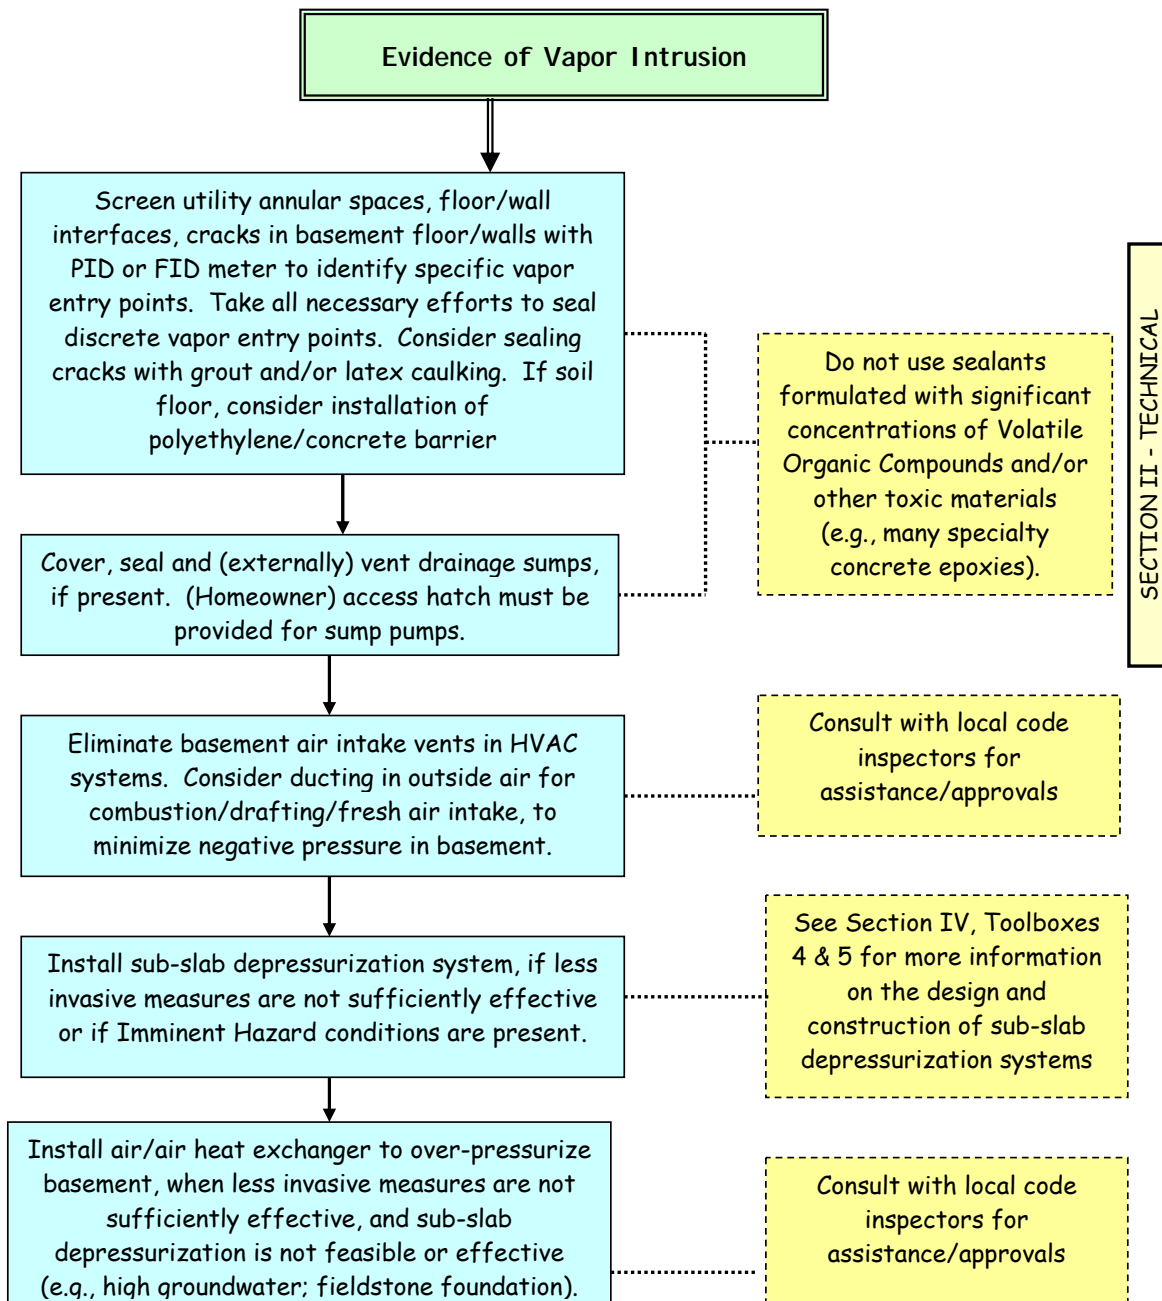 Evidence of Vapor Intrusion
Screen utility annular spaces, floor/wall
interfaces, cracks in basement floor/walls with
PID or FID meter to identify specific vapor
entry points. Take all necessary efforts to seal
discrete vapor entry points. Consider sealing
cracks with grout and/or latex caulking. If soil
floor, consider installation of
polyethylene/concrete barrier
Do not use sealants
formulated with significant
concentrations of Volatile
Organic Compounds and/or
other toxic materials
(e.g., many specialty
concrete epoxies).
SECTION II - TECHNICAL
Cover, seal and (externally) vent drainage sumps,
if present. (Homeowner) access hatch must be
provided for sump pumps.
Eliminate basement air intake vents in HVAC
systems. Consider ducting in outside air for
combustion/drafting/fresh air intake, to
minimize negative pressure in basement.
Consult with local code
inspectors for
assistance/approvals
Install sub-slab depressurization system, if less
invasive measures are not sufficiently effective
or if Imminent Hazard conditions are present.
See Section IV, Toolboxes
4 & 5 for more information
on the design and
construction of sub-slab
depressurization systems
Install air/air heat exchanger to over-pressurize
basement, when less invasive measures are not
sufficiently effective, and sub-slab
depressurization is not feasible or effective
(e.g., high groundwater; fieldstone foundation).
Consult with local code
inspectors for
assistance/approvals